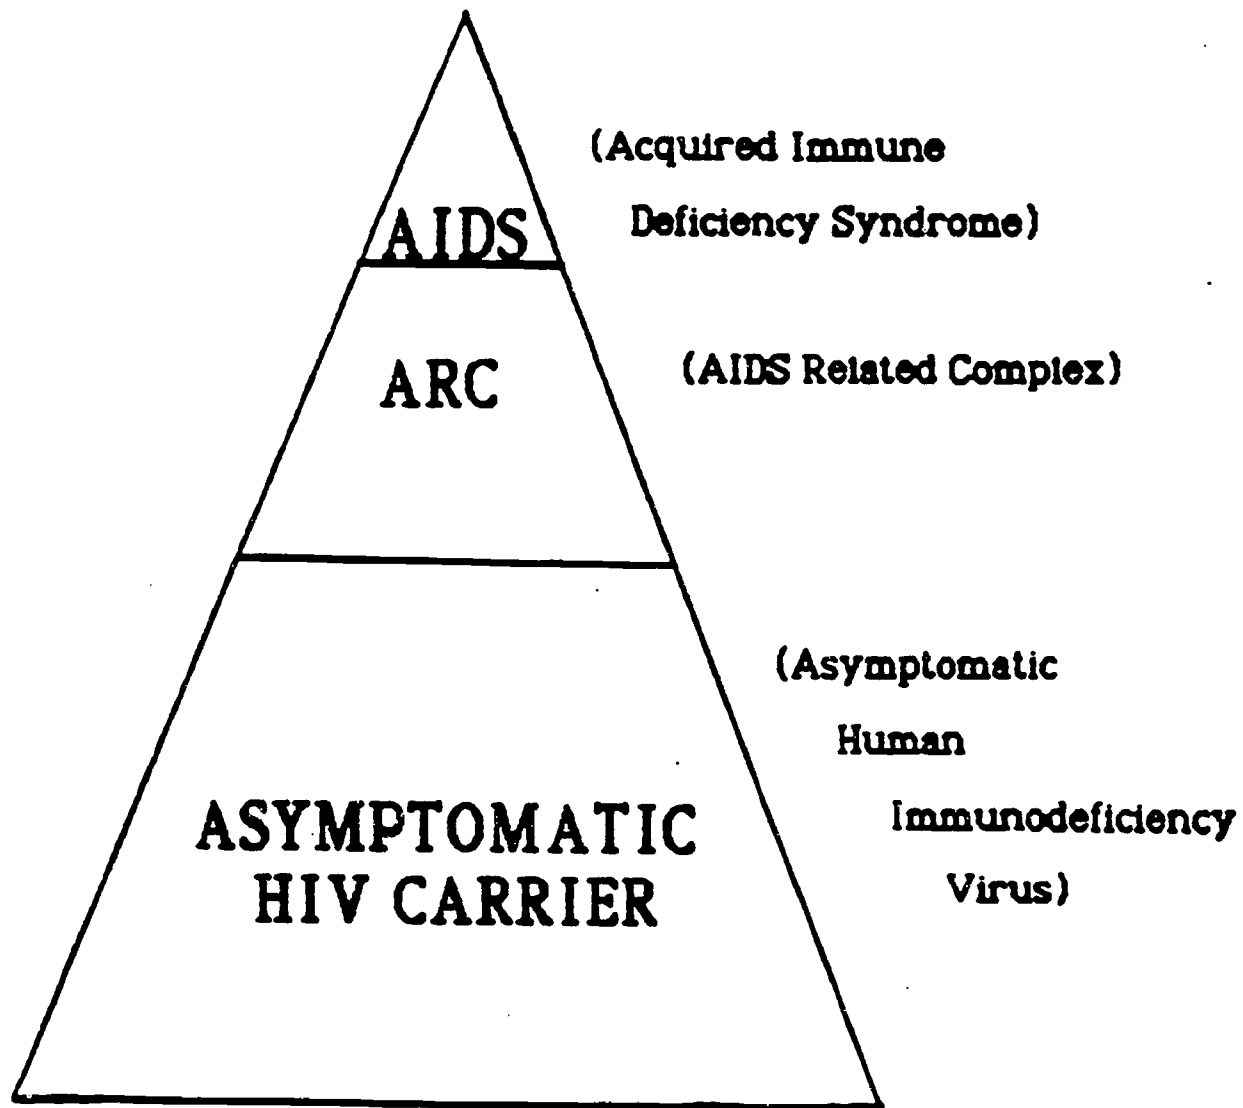 (Acquired Immune
Deficiency Syndrome)
AIDS
ARC
(AIDS Related Complex)
(Asymptomatic
Human
Immunodeficiency
Virus)
ASYMPTOMATIC
HIV CARRIER